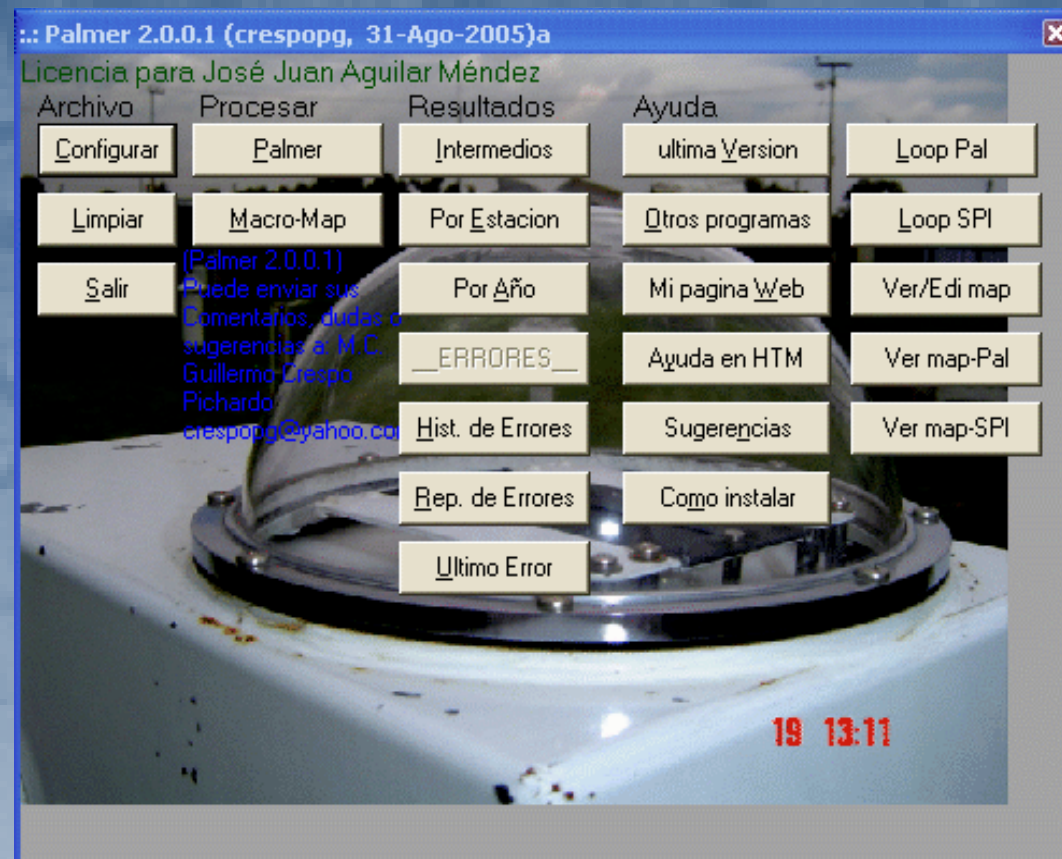 .: Palmer 2.0.0.1 (crespopg, 31-Ago-2005)a
Licencia para José Juan Aguilar Méndez
Archivo Procesar Resultados Ayuda
Configurar Palmer Intermedios ultima Version Loop Pal
Limpiar Macro-Map Por Estacion Otros programas Loop SPI
(Palmer 2.0.0.1)
Salir Puede enviar sus Por Año Mi pagina Web Ver/Edi map
Comentarios, dudas o
sugerencias a: M.C. __ERRORES__ Ayuda en HTM Ver map-Pal
Guillermo Crespo
Pichardo
crespopg@yahoo.co Hist. de Errores Sugerencias Ver map-SPI
Rep. de Errores Como instalar
Ultimo Error
19 13:11